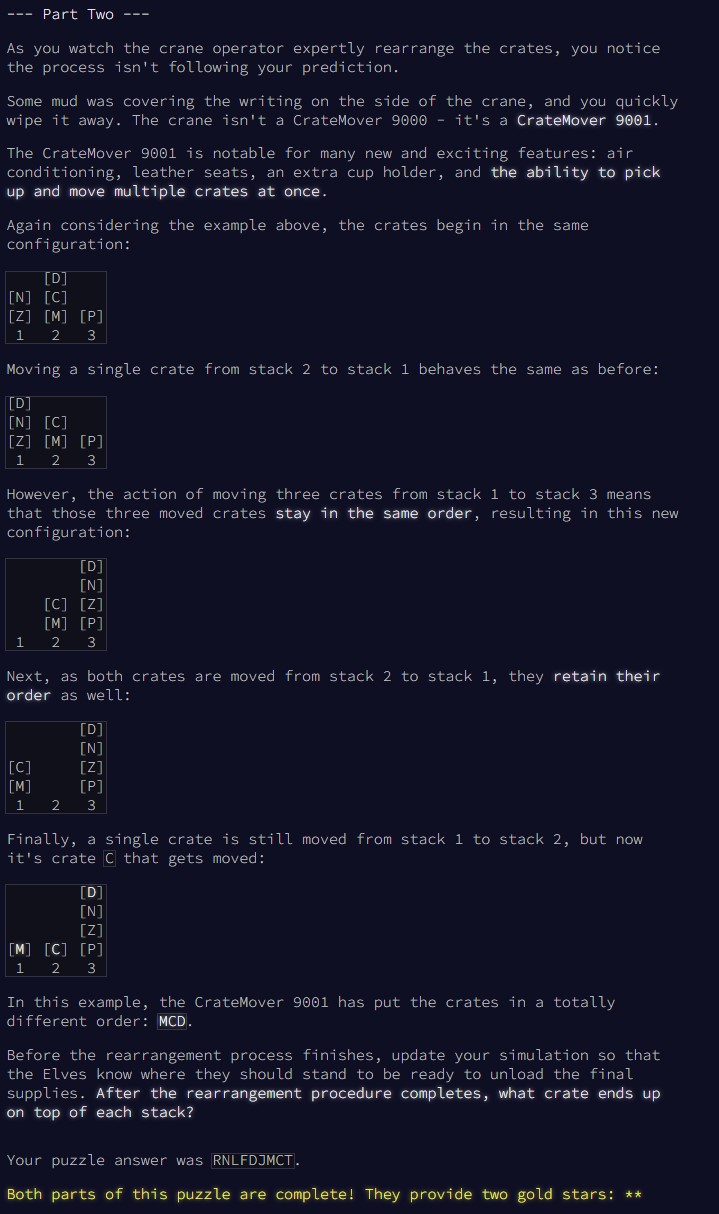 --- Part Two ---
As you watch the crane operator expertly rearrange the crates, you notice
the process isn't following your prediction.
Some mud was covering the writing on the side of the crane, and you quickly
wipe it away. The crane isn't a CrateMover 9000 - it's a CrateMover 9001.
The CrateMover 9001 is notable for many new and exciting features: air
conditioning, leather seats, an extra cup holder, and the ability to pick
up and move multiple crates at once.
Again considering the example above, the crates begin in the same
configuration:
    [D]
[N] [C]
[Z] [M] [P]
 1   2   3
Moving a single crate from stack 2 to stack 1 behaves the same as before:
[D]
[N] [C]
[Z] [M] [P]
 1   2   3
However, the action of moving three crates from stack 1 to stack 3 means
that those three moved crates stay in the same order, resulting in this new
configuration:
        [D]
        [N]
    [C] [Z]
    [M] [P]
 1   2   3
Next, as both crates are moved from stack 2 to stack 1, they retain their
order as well:
        [D]
        [N]
[C]     [Z]
[M]     [P]
 1   2   3
Finally, a single crate is still moved from stack 1 to stack 2, but now
it's crate C that gets moved:
        [D]
        [N]
        [Z]
[M] [C] [P]
 1   2   3
In this example, the CrateMover 9001 has put the crates in a totally
different order: MCD.
Before the rearrangement process finishes, update your simulation so that
the Elves know where they should stand to be ready to unload the final
supplies. After the rearrangement procedure completes, what crate ends up
on top of each stack?
Your puzzle answer was RNLFDJMCT.
Both parts of this puzzle are complete! They provide two gold stars: **